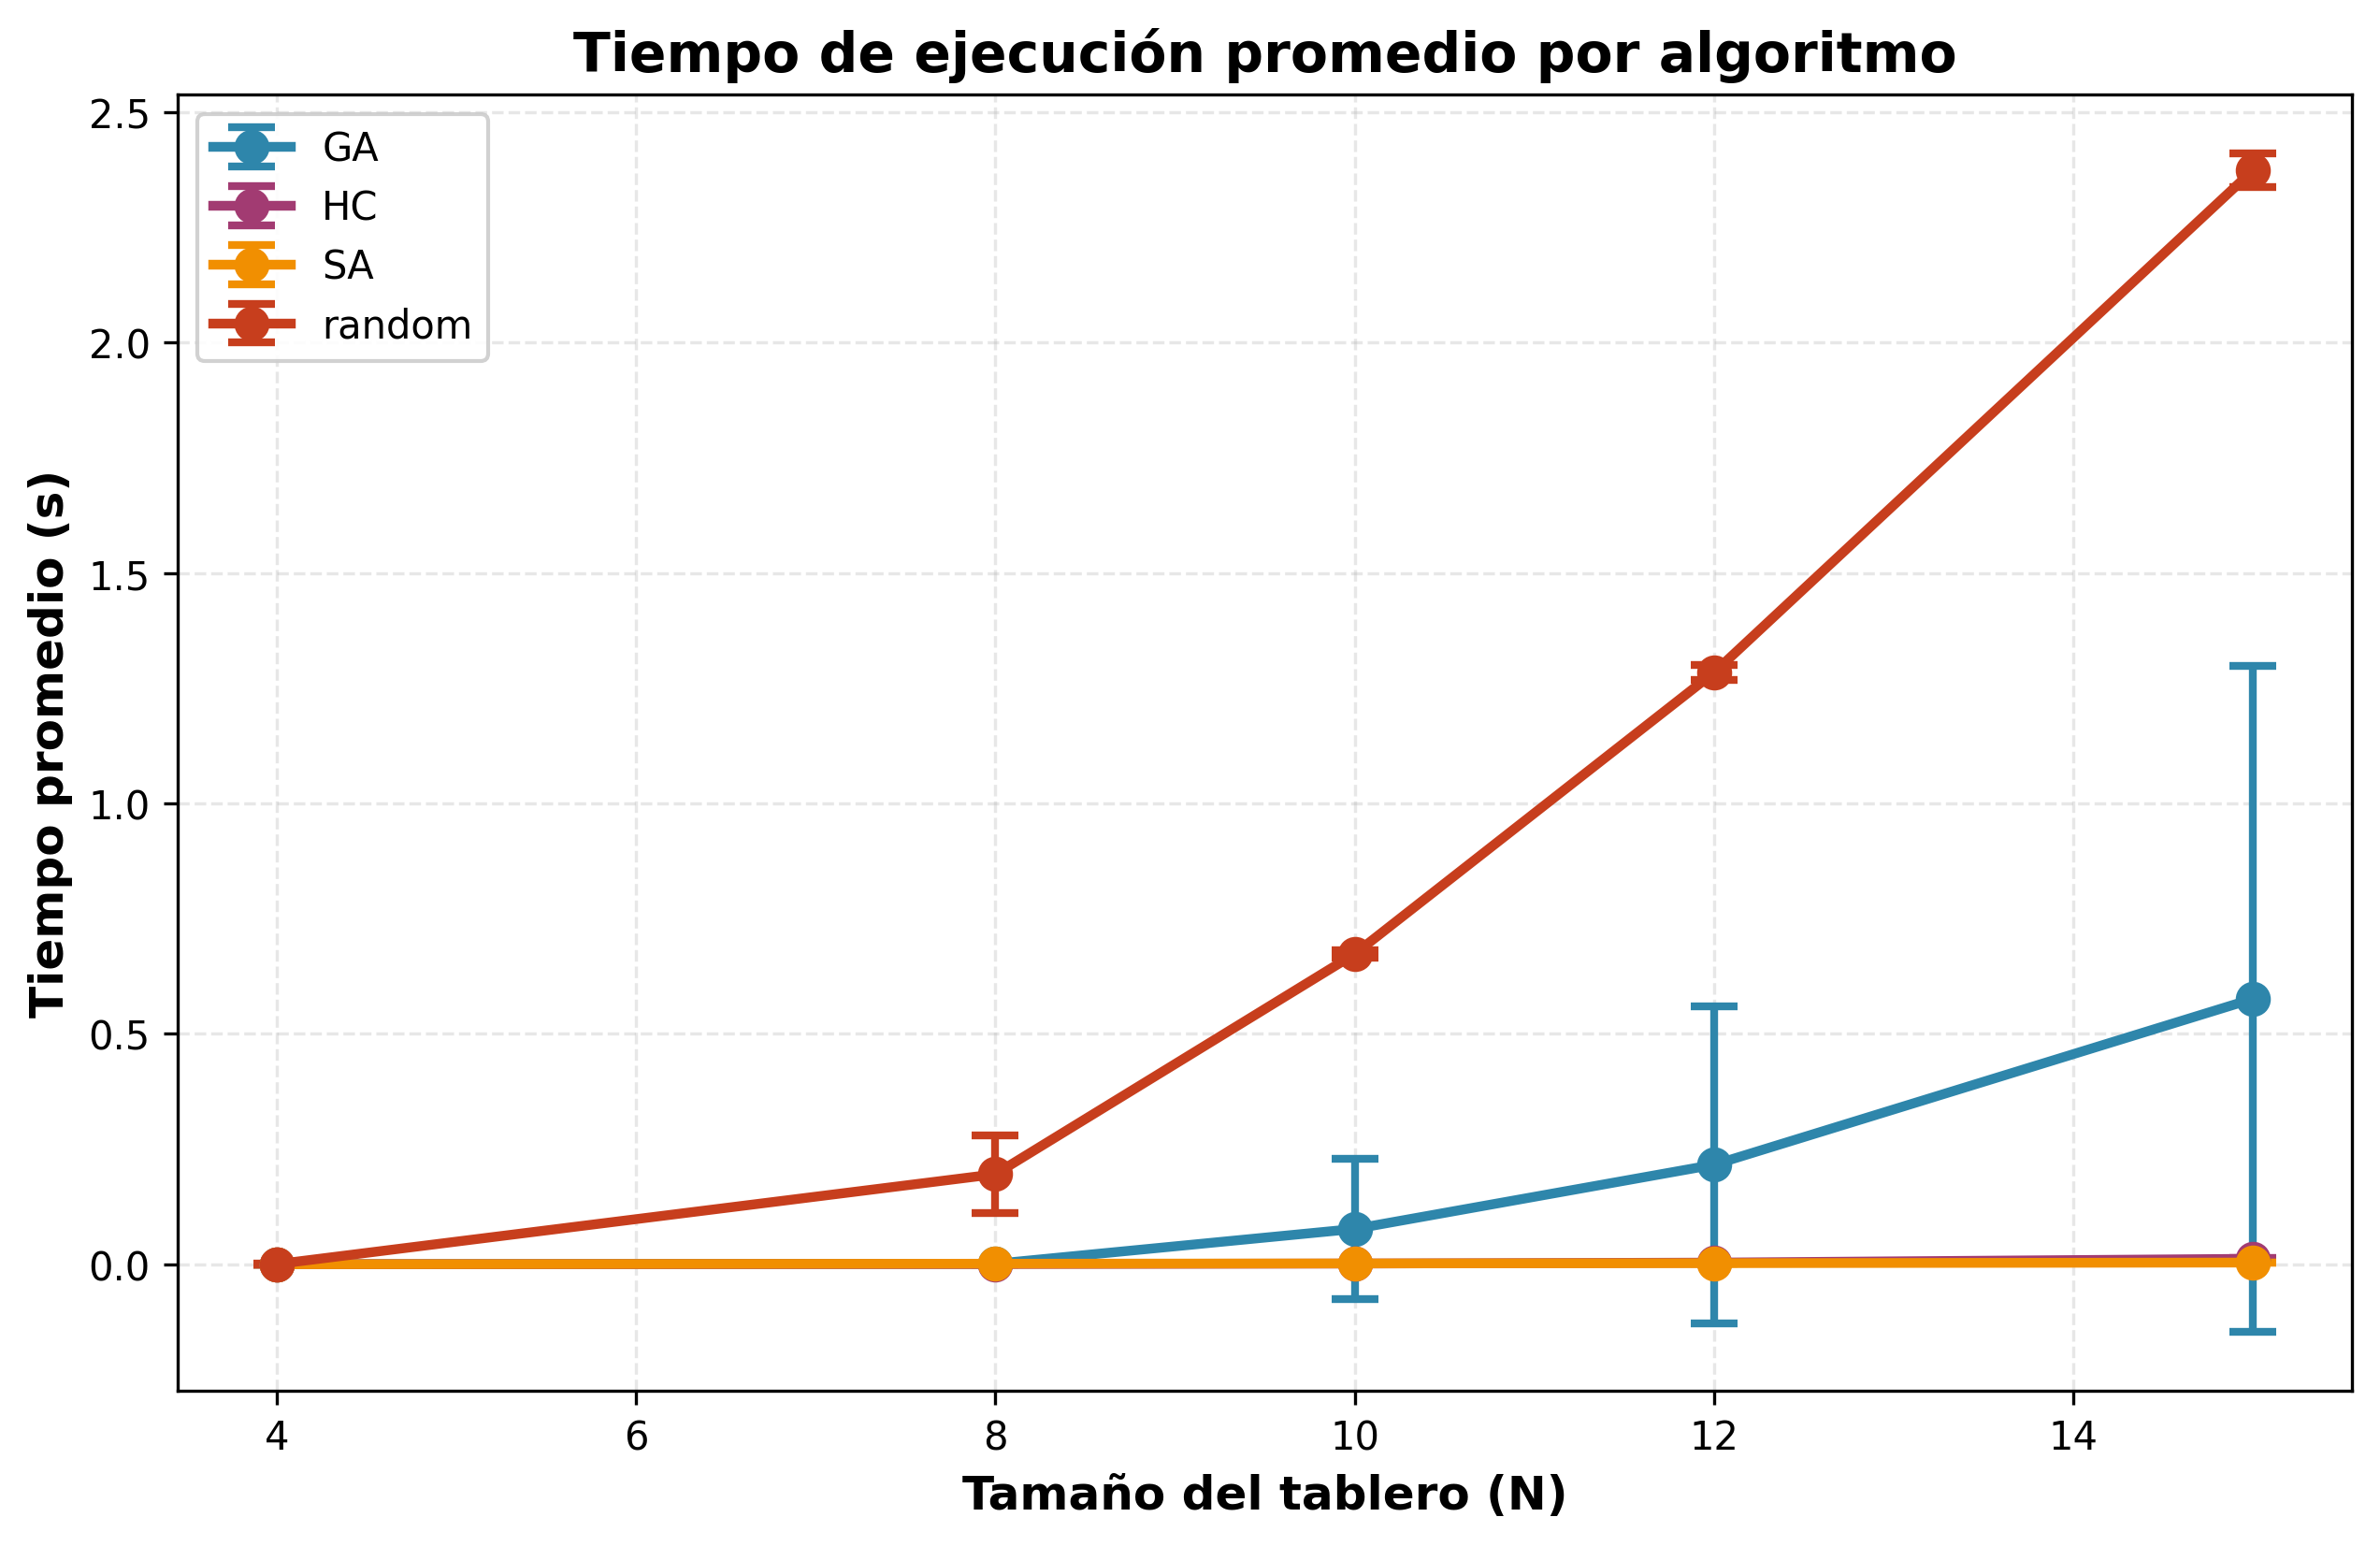 Tiempo de ejecución promedio por algoritmo
GA
HC
SA
random
Tiempo promedio (s)
2.5
2.0
1.5
1.0
0.5
0.0
4 6 8 10 12 14
Tamaño del tablero (N)